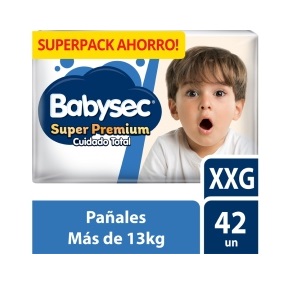 SUPERPACK AHORRO!
Babysec
Super Premium
Cuidado Total
XXG
Pañales
Más de 13kg
42
un